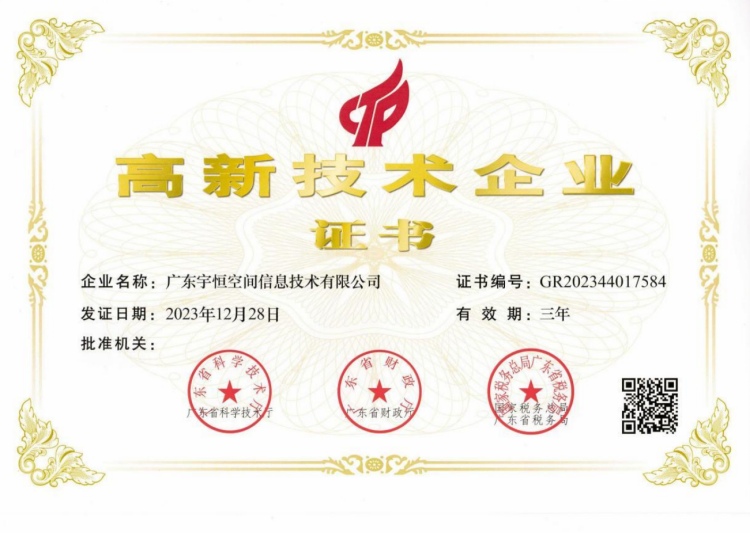 高新技术企业
证书
企业名称：广东宇恒空间信息技术有限公司
证书编号：GR202344017584
发证日期：2023年12月28日
有效期：三年
批准机关：
广东省科学技术厅
广东省科学技术厅
广东省财政厅
广东省财政厅
国家税务总局广东省税务局
国家税务总局
广东省税务局